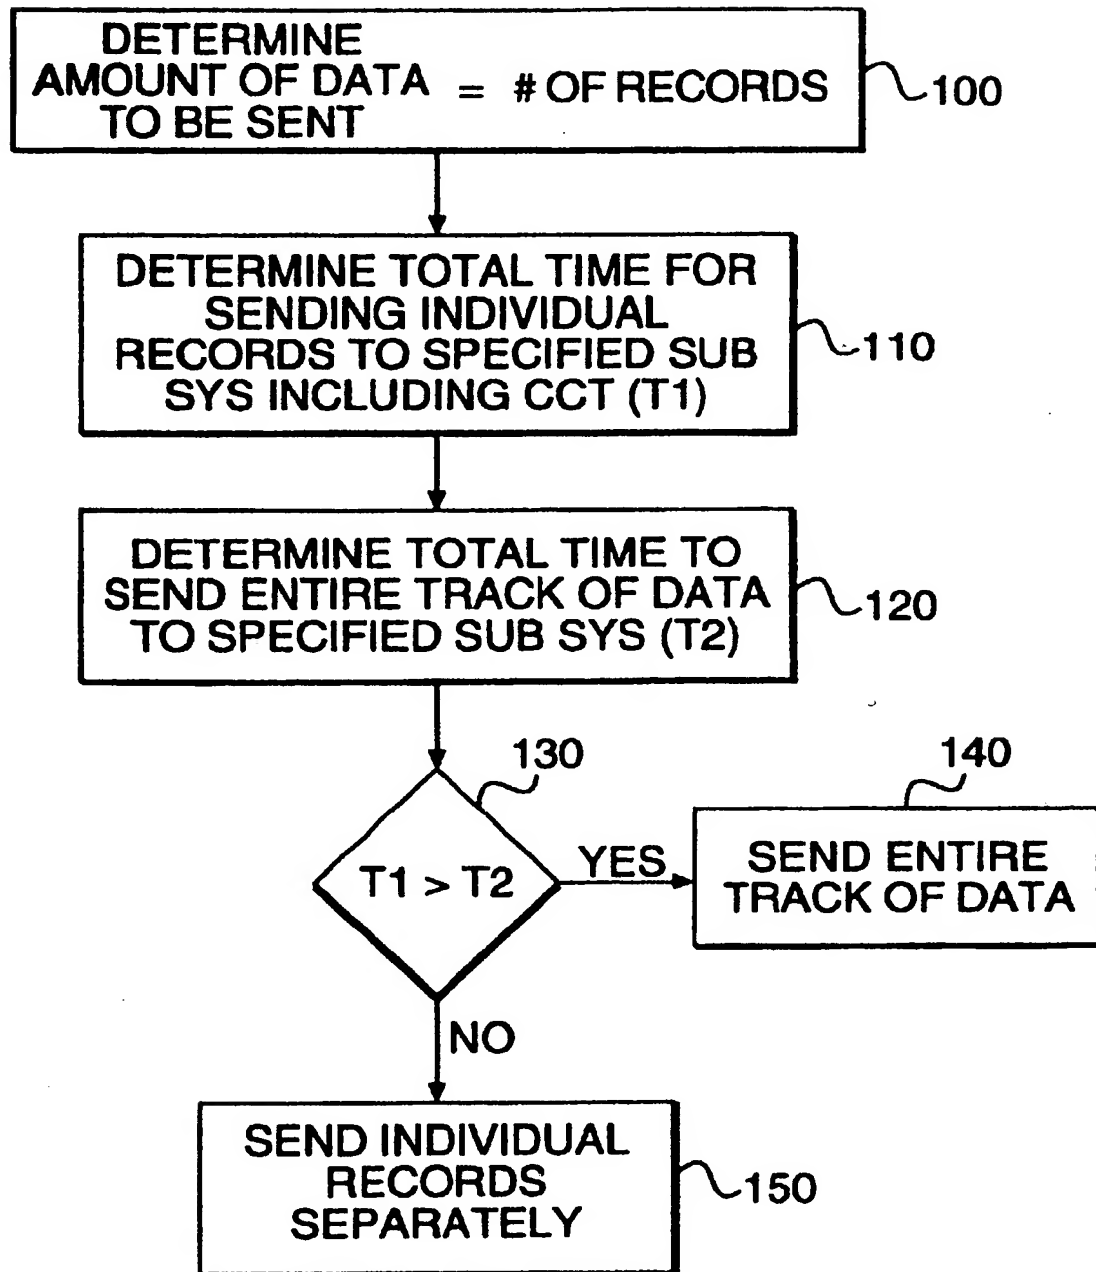 DETERMINE
AMOUNT OF DATA = # OF RECORDS
TO BE SENT
100
DETERMINE TOTAL TIME FOR
SENDING INDIVIDUAL
RECORDS TO SPECIFIED SUB
SYS INCLUDING CCT (T1)
110
DETERMINE TOTAL TIME TO
SEND ENTIRE TRACK OF DATA
TO SPECIFIED SUB SYS (T2)
120
130
T1 > T2
YES
140
SEND ENTIRE
TRACK OF DATA
NO
SEND INDIVIDUAL
RECORDS
SEPARATELY
150